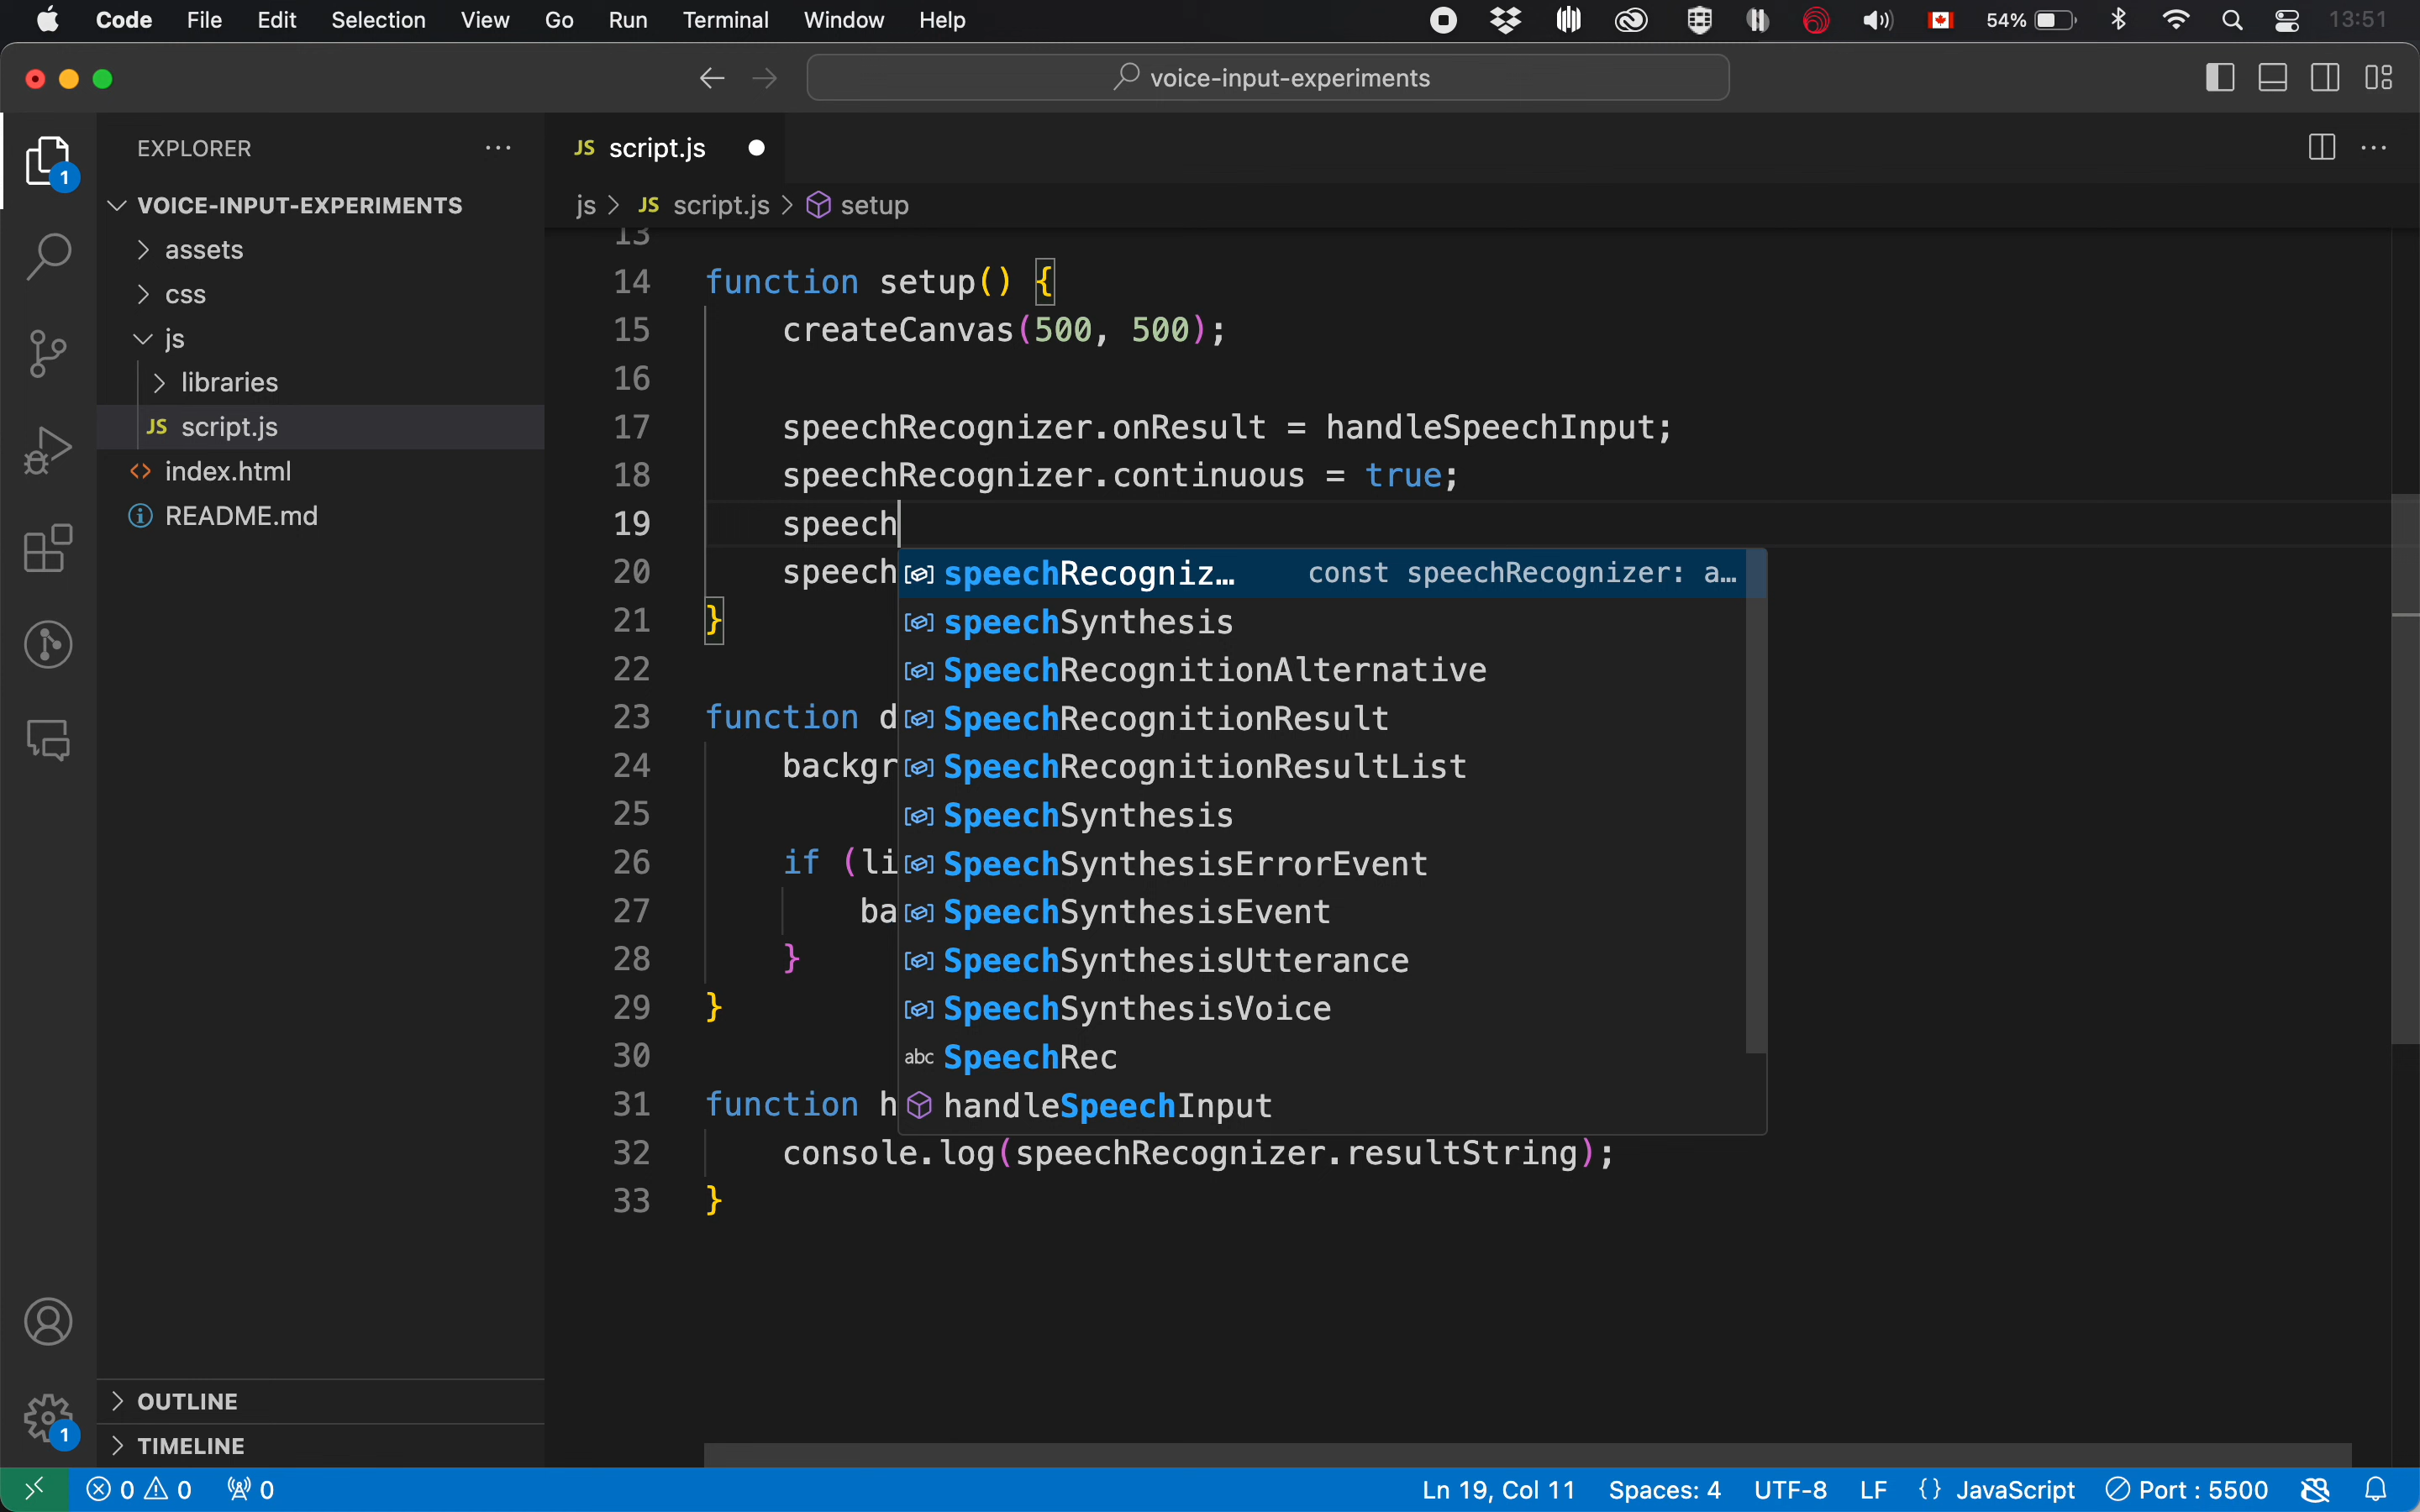 Code File Edit Selection View Go Run Terminal Window Help 54% 13:51
voice-input-experiments
EXPLORER
1
VOICE-INPUT-EXPERIMENTS
assets
css
js
libraries
JS script.js
index.html
README.md
OUTLINE
1
TIMELINE
JS script.js
js > JS script.js > setup
13
14 function setup() {
15 createCanvas(500, 500);
16
17 speechRecognizer.onResult = handleSpeechInput;
18 speechRecognizer.continuous = true;
19 speech
20 speech
21 }
22
23 function d
24 backgr
25
26 if (li
27 ba
28 }
29 }
30
31 function h
32 console.log(speechRecognizer.resultString);
33 }
speechRecogniz… const speechRecognizer: a…
speechSynthesis
SpeechRecognitionAlternative
SpeechRecognitionResult
SpeechRecognitionResultList
SpeechSynthesis
SpeechSynthesisErrorEvent
SpeechSynthesisEvent
SpeechSynthesisUtterance
SpeechSynthesisVoice
abc SpeechRec
handleSpeechInput
0 0 0 Ln 19, Col 11 Spaces: 4 UTF-8 LF {} JavaScript Port : 5500